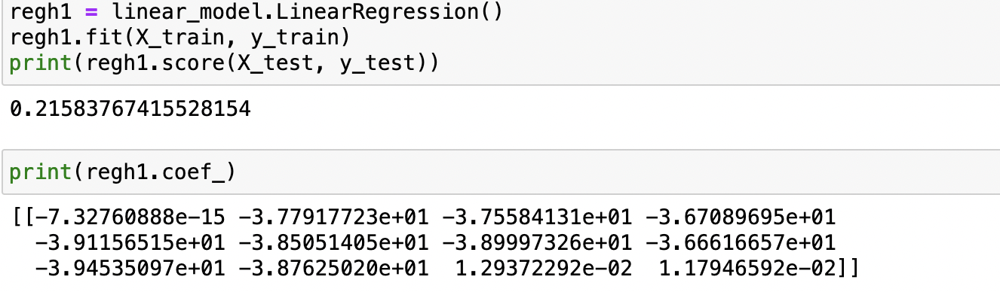 regh1 = linear_model.LinearRegression()
regh1.fit(X_train, y_train)
print(regh1.score(X_test, y_test))
0.21583767415528154
print(regh1.coef_)
[[-7.32760888e-15 -3.77917723e+01 -3.75584131e+01 -3.67089695e+01
-3.91156515e+01 -3.85051405e+01 -3.89997326e+01 -3.66616657e+01
-3.94535097e+01 -3.87625020e+01 1.29372292e-02 1.17946592e-02]]